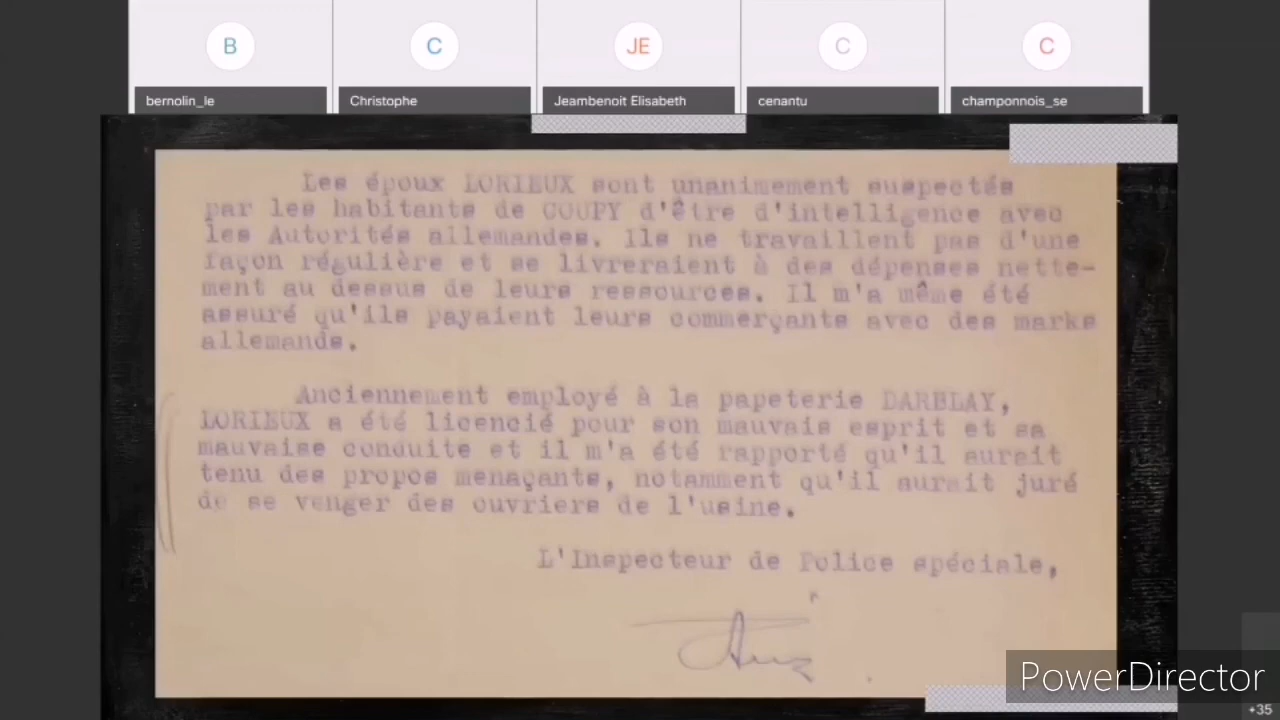 B
C
JE
C
C
bernolin_le
Christophe
Jeambenoit Elisabeth
cenantu
champonnois_se
Les époux LORIEUX sont unanimement suspectés
par les habitants de COUPY d'être d'intelligence avec
les Autorités allemandes. Ils ne travaillent pas d'une
façon régulière et se livreraient à des dépenses nette-
ment au dessus de leurs ressources. Il m'a même été
assuré qu'ils payaient leurs commerçants avec des marks
allemands.
Anciennement employé à la papeterie DARBLAY,
LORIEUX a été licencié pour son mauvais esprit et sa
mauvaise conduite et il m'a été rapporté qu'il aurait
tenu des propos menaçants, notamment qu'il aurait juré
de se venger des ouvriers de l'usine.
L'Inspecteur de Police spéciale,
PowerDirector
+35